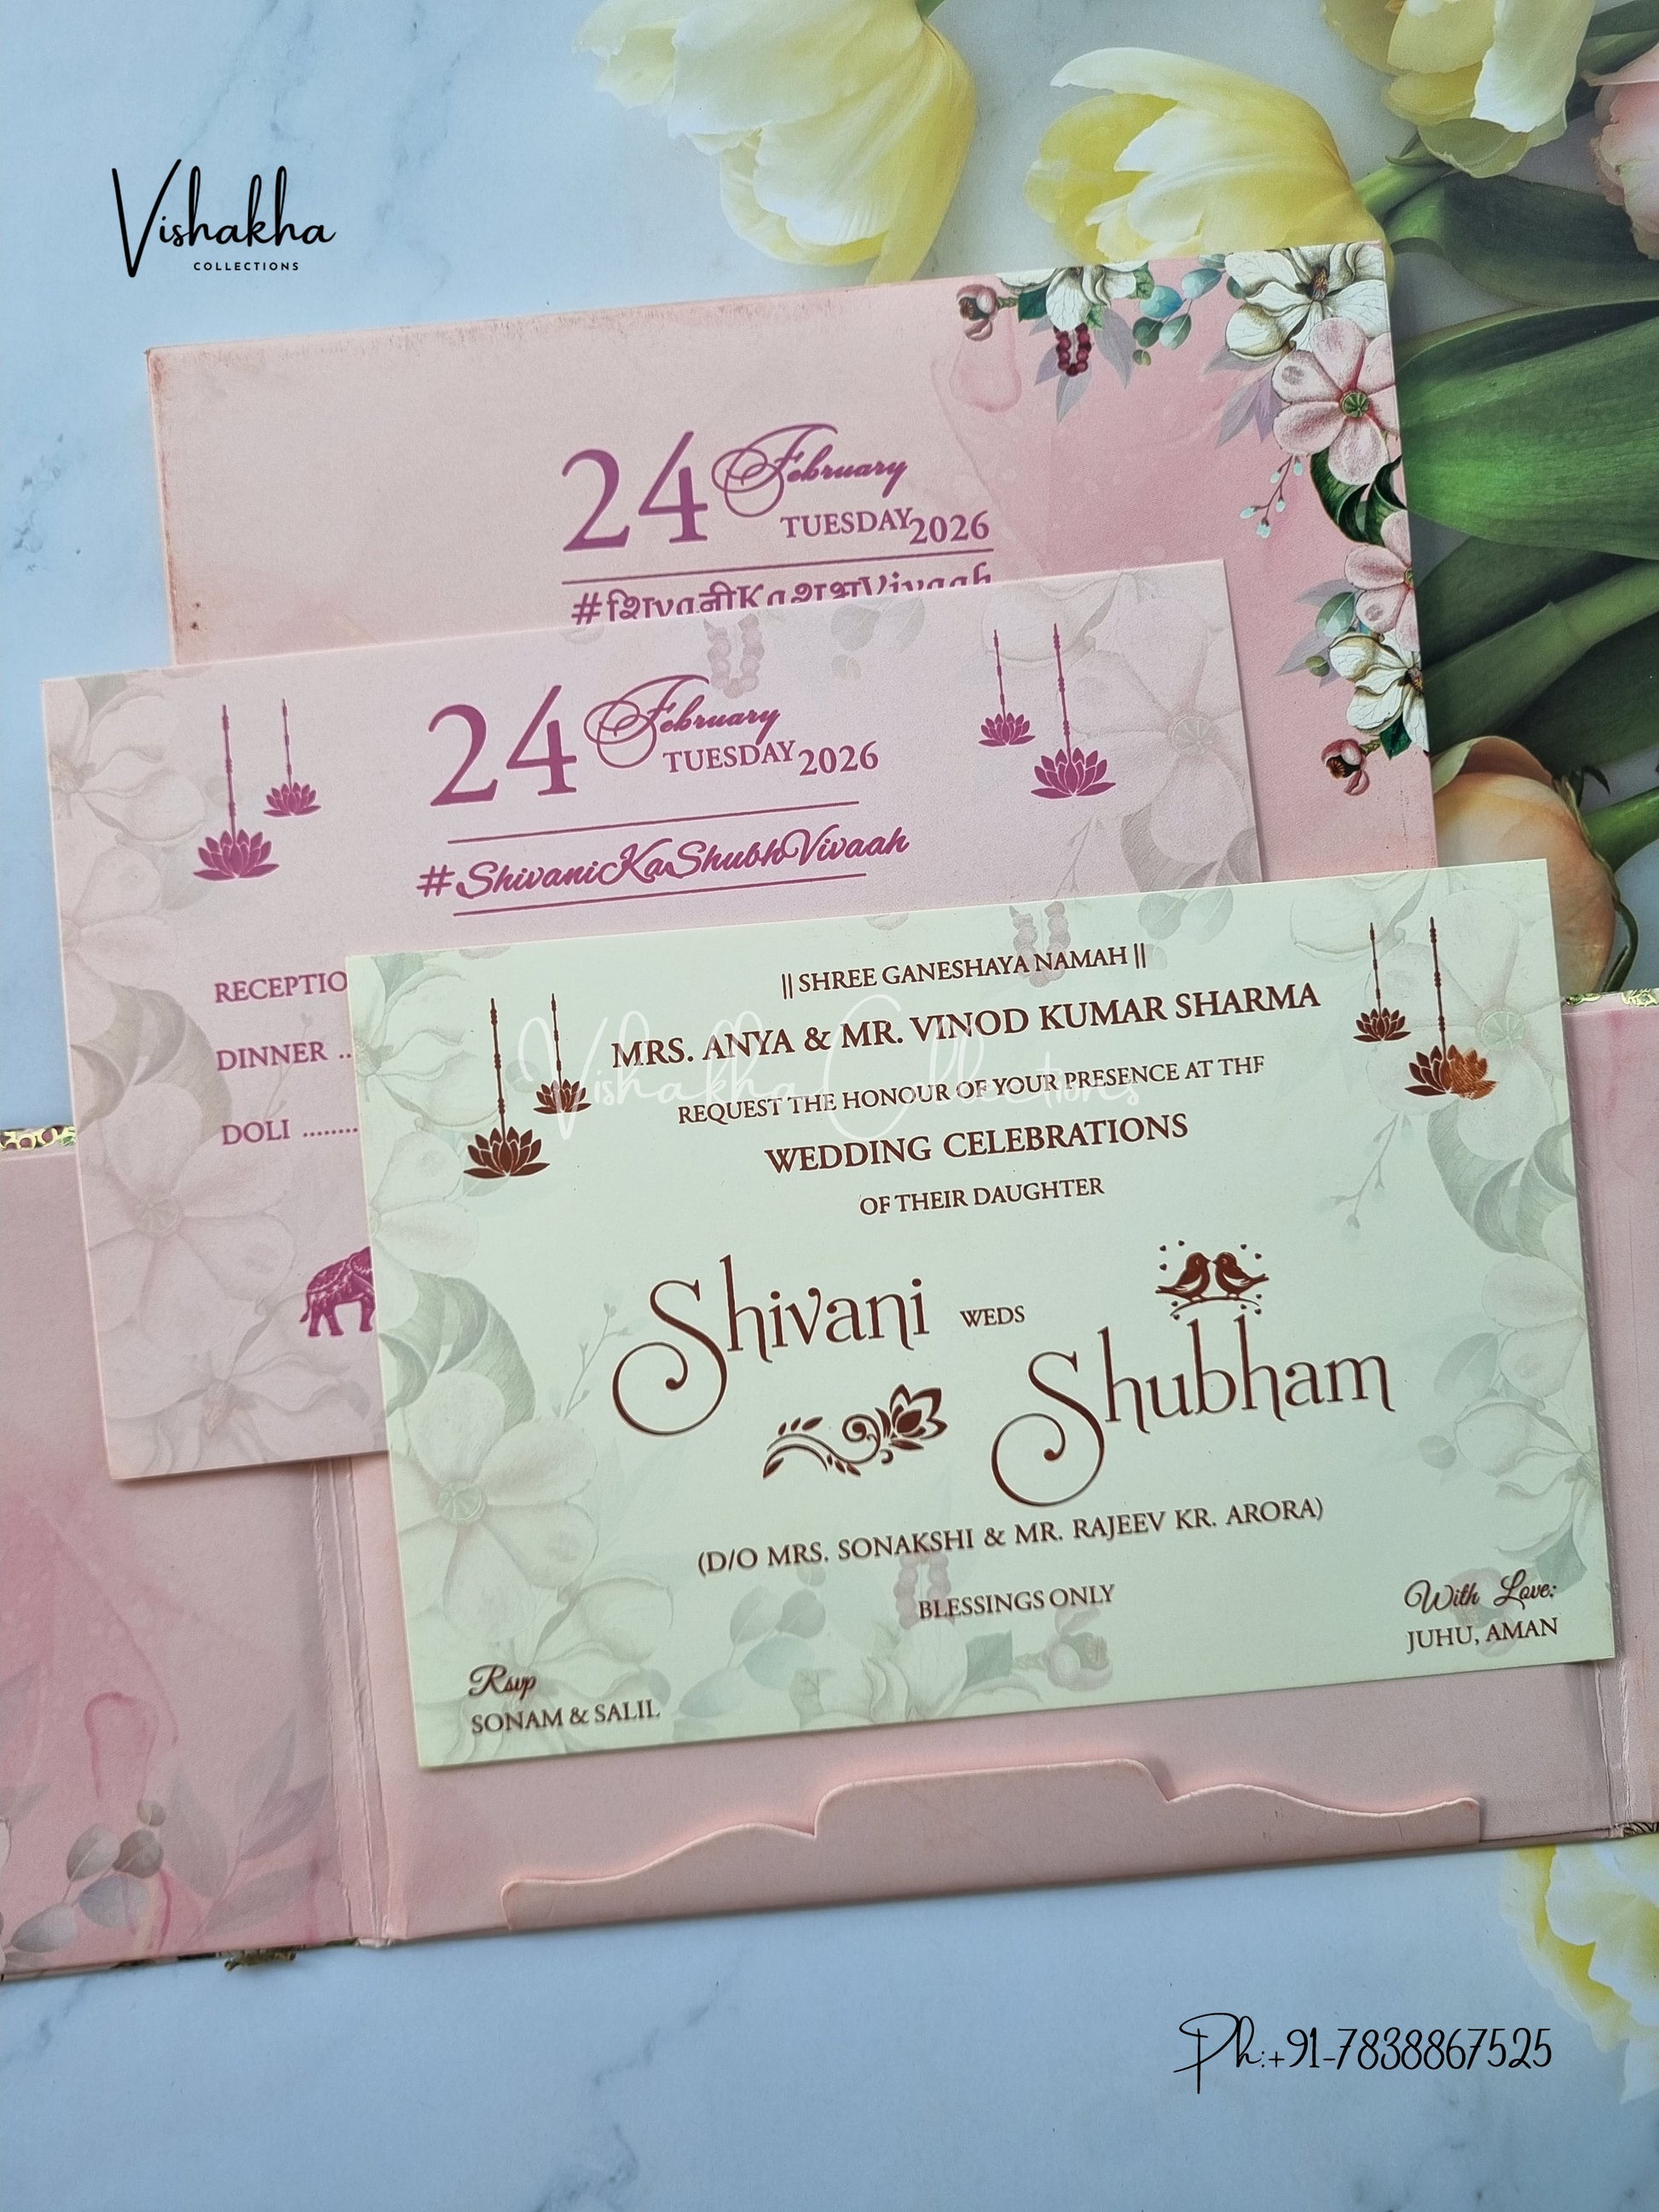 Vishakha
COLLECTIONS
24 February
TUESDAY 2026
24 February
TUESDAY 2026
#ShivaniKaShubhVivaah
RECEPTIO
DINNER ..
DOLI ........
|| SHREE GANESHAYA NAMAH ||
MRS. ANYA & MR. VINOD KUMAR SHARMA
REQUEST THE HONOUR OF YOUR PRESENCE AT THE
WEDDING CELEBRATIONS
OF THEIR DAUGHTER
Shivani WEDS
Shubham
(D/O MRS. SONAKSHI & MR. RAJEEV KR. ARORA)
BLESSINGS ONLY
With Love:
JUHU, AMAN
Rsvp
SONAM & SALIL
Vishakha Collections
Ph:+91-7838867525